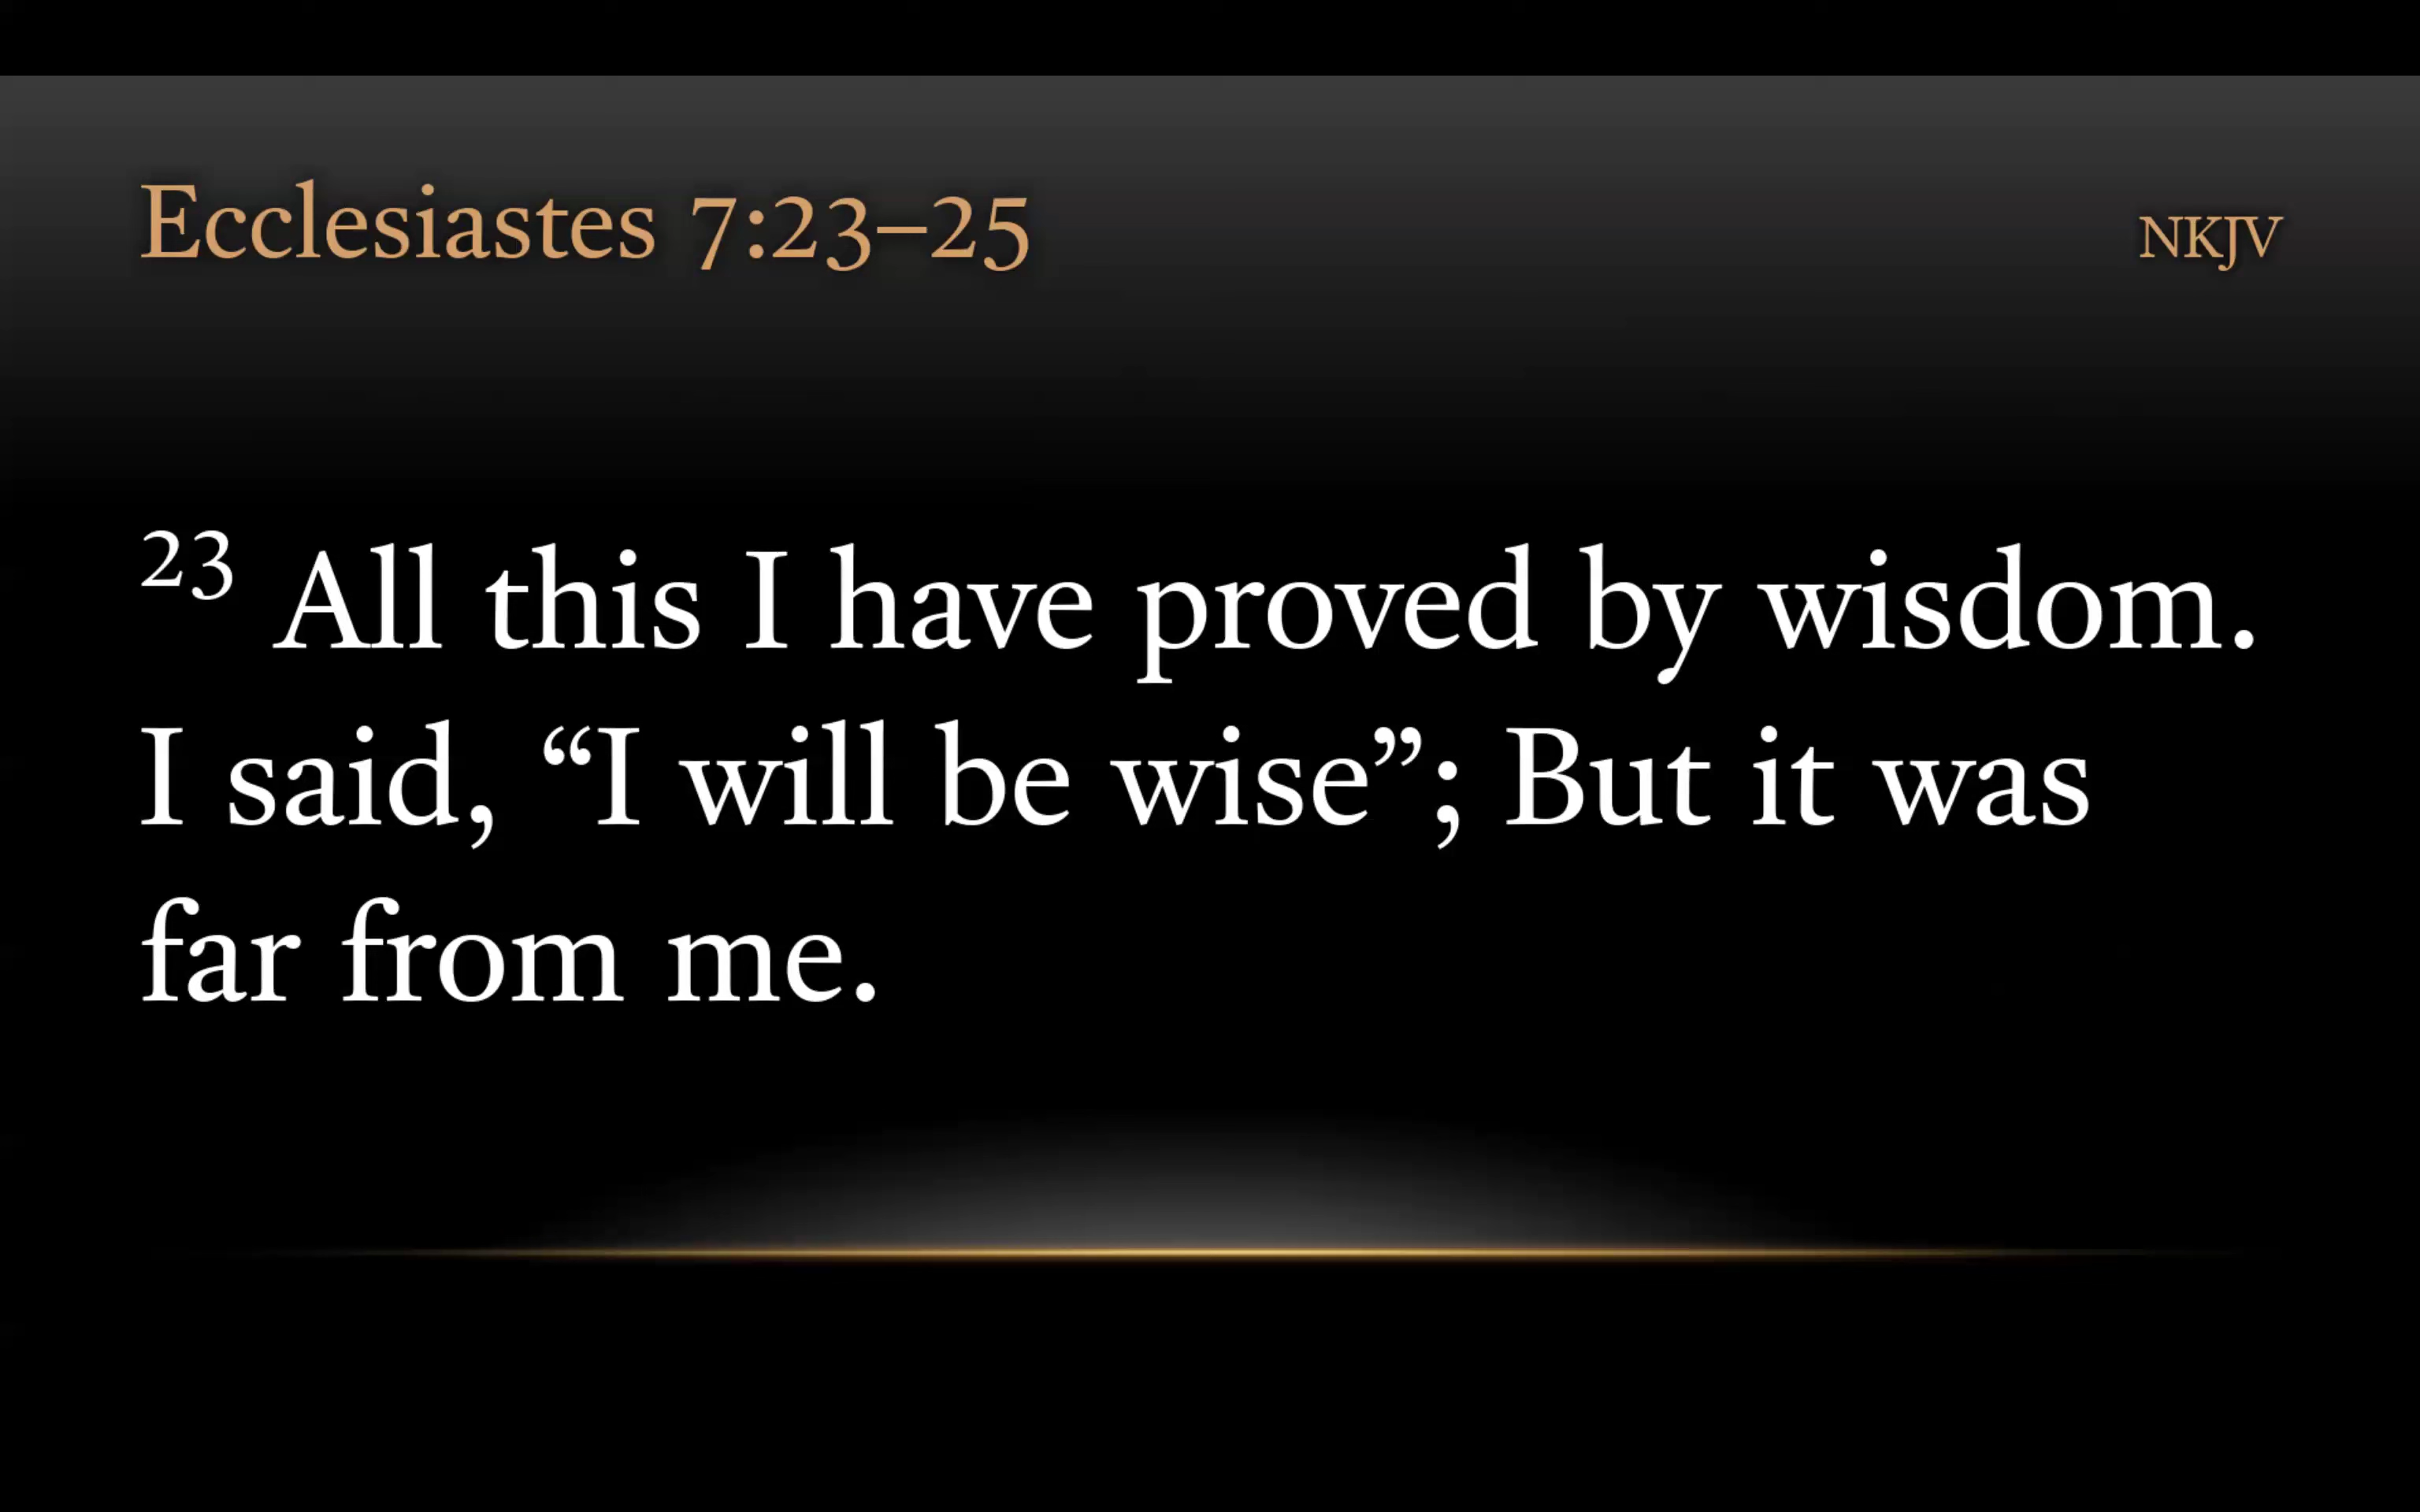 Ecclesiastes 7:23–25
NKJV
23 All this I have proved by wisdom.
I said, “I will be wise”; But it was
far from me.